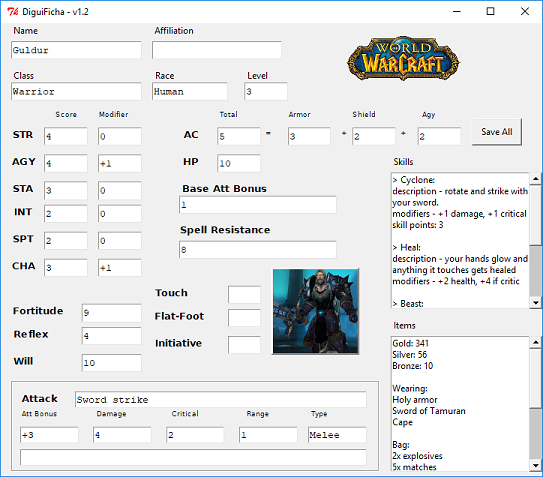 DiguiFicha - v1.2
Name
Affiliation
Guldur
WORLD
OF
WARCRAFT
Class
Race
Level
Warrior
Human
3
Score
Modifier
Total
Armor
Shield
Agy
STR
4
0
AC
5
=
3
+
2
+
2
Save All
AGY
4
+1
HP
10
Skills
STA
3
0
Base Att Bonus
1
INT
2
0
SPT
2
0
Spell Resistance
8
CHA
3
+1
> Cyclone:
description - rotate and strike with
your sword.
modifiers - +1 damage, +1 critical
skill points: 3
> Heal:
description - your hands glow and
anything it touches gets healed
modifiers - +2 health, +4 if critic
> Beast:
Fortitude
9
Reflex
4
Will
10
Touch
Flat-Foot
Initiative
Items
Gold: 341
Silver: 56
Bronze: 10
Wearing:
Holy armor
Sword of Tamuran
Cape
Bag:
2x explosives
5x matches
Attack
Sword strike
Att Bonus
Damage
Critical
Range
Type
+3
4
2
1
Melee